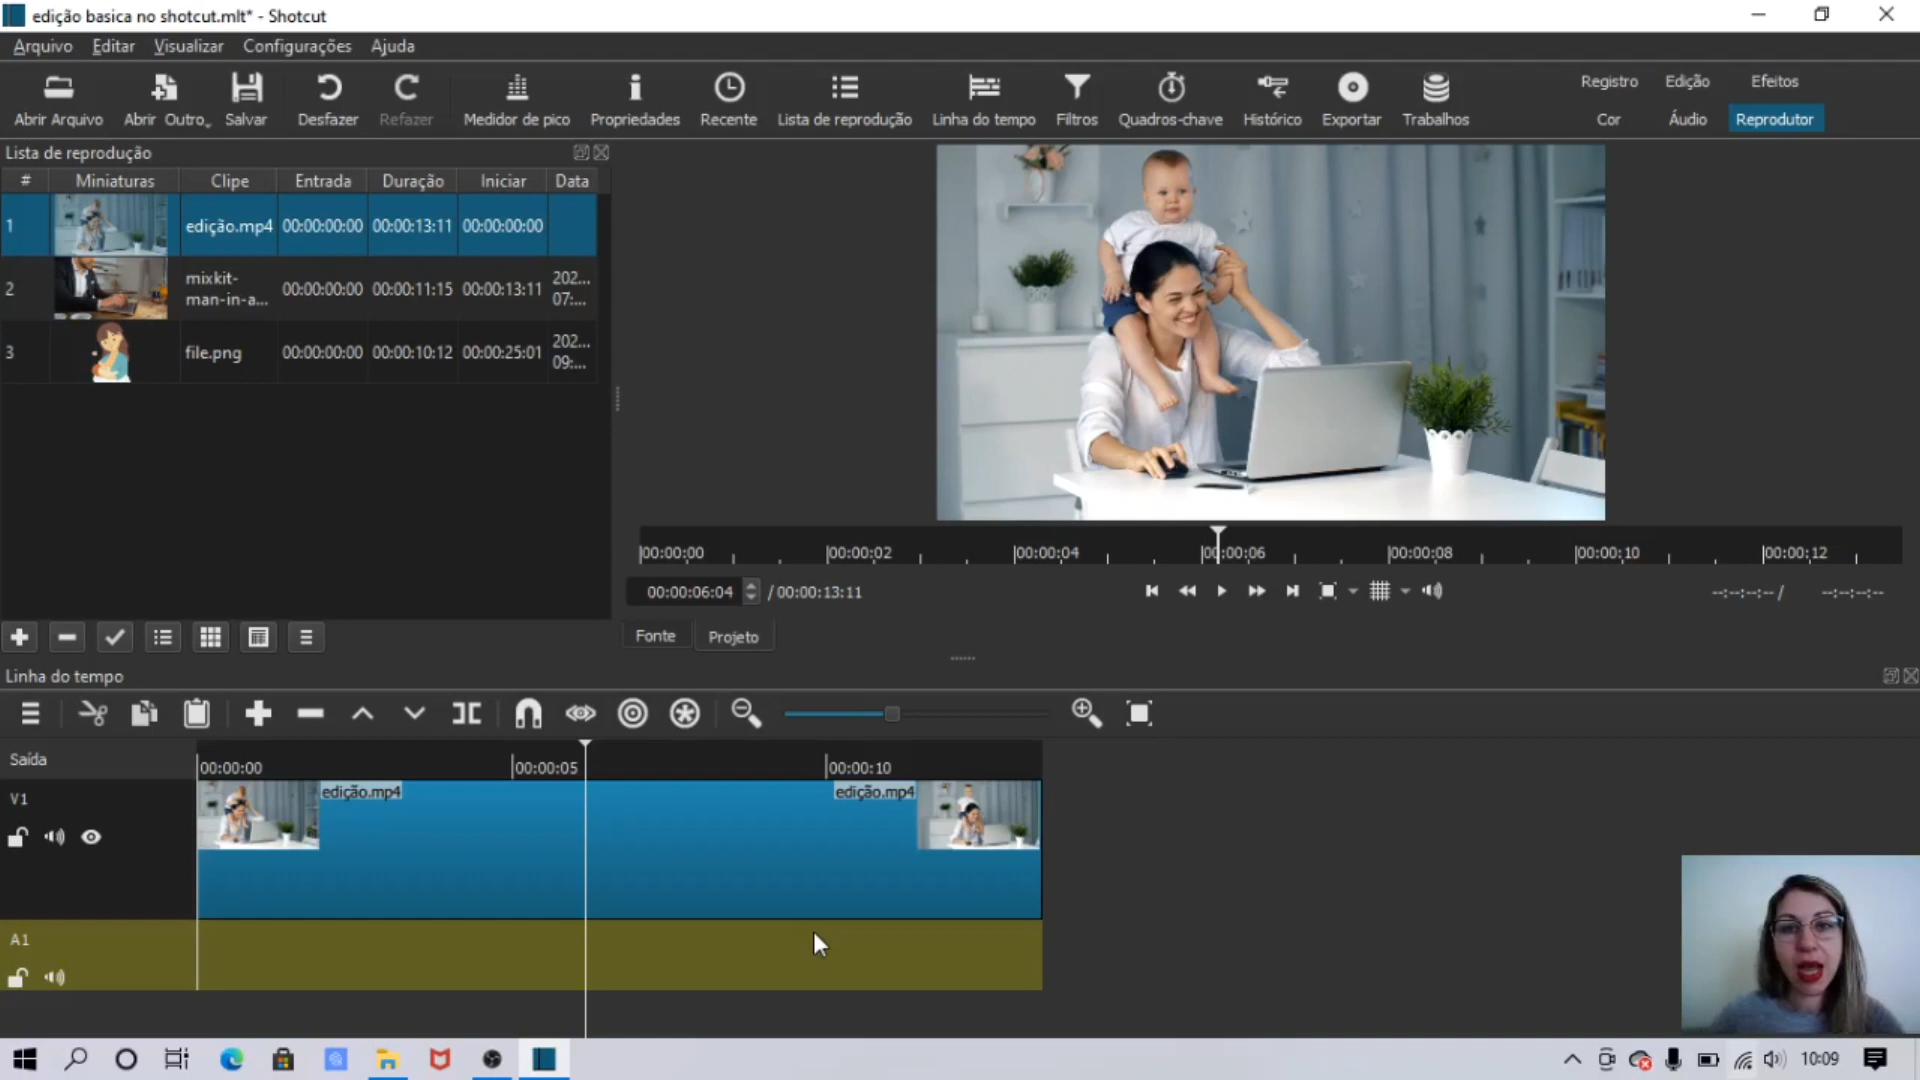 edição basica no shotcut.mlt* - Shotcut
Arquivo Editar Visualizar Configurações Ajuda
Abrir Arquivo Abrir Outro Salvar Desfazer Refazer Medidor de pico Propriedades Recente Lista de reprodução Linha do tempo Filtros Quadros-chave Histórico Exportar Trabalhos
Registro Edição Efeitos
Cor Áudio Reprodutor
Lista de reprodução
# Miniaturas Clipe Entrada Duração Iniciar Data
1 edição.mp4 00:00:00:00 00:00:13:11 00:00:00:00
2 mixkit-man-in-a... 00:00:00:00 00:00:11:15 00:00:13:11 202... 07:...
3 file.png 00:00:00:00 00:00:10:12 00:00:25:01 202... 09:...
00:00:00 00:00:02 00:00:04 00:00:06 00:00:08 00:00:10 00:00:12
00:00:06:04 / 00:00:13:11 --:--:--:-- / --:--:--:--
Fonte Projeto
Linha do tempo
Saída 00:00:00 00:00:05 00:00:10
V1 edição.mp4 edição.mp4
A1
10:09